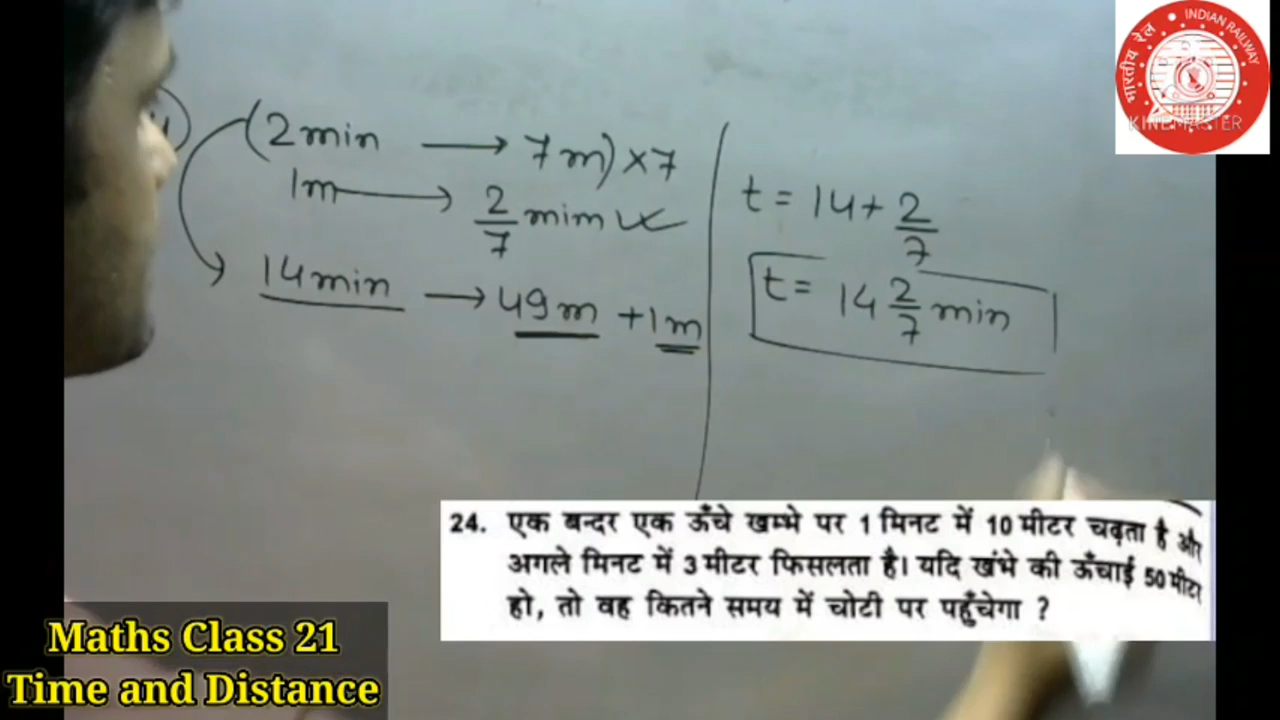 भारतीय रेल • INDIAN RAILWAY
KINEMASTER
(2min → 7m) x 7
1m → 2/7 mim
14min → 49m + 1m
t = 14 + 2/7
t = 14 2/7 min
24. एक बन्दर एक ऊँचे खम्भे पर 1 मिनट में 10 मीटर चढ़ता है और
अगले मिनट में 3 मीटर फिसलता है। यदि खंभे की ऊँचाई 50 मीटर
हो, तो वह कितने समय में चोटी पर पहुँचेगा ?
Maths Class 21
Time and Distance